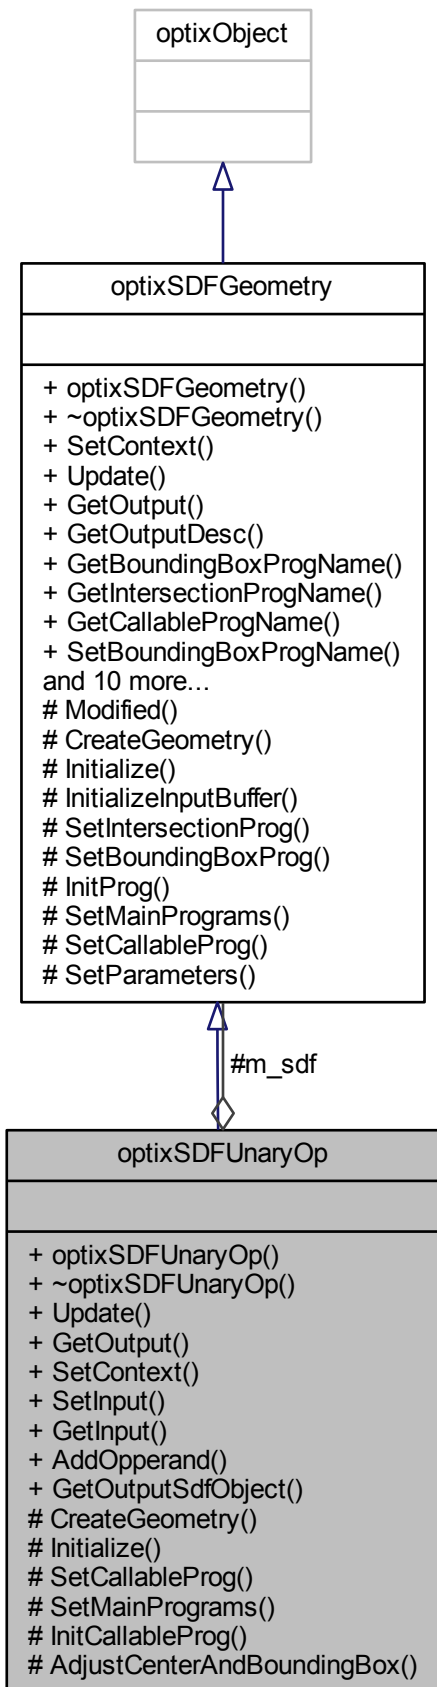 optixObject
optixSDFGeometry
+ optixSDFGeometry()
+ ~optixSDFGeometry()
+ SetContext()
+ Update()
+ GetOutput()
+ GetOutputDesc()
+ GetBoundingBoxProgName()
+ GetIntersectionProgName()
+ GetCallableProgName()
+ SetBoundingBoxProgName()
and 10 more...
# Modified()
# CreateGeometry()
# Initialize()
# InitializeInputBuffer()
# SetIntersectionProg()
# SetBoundingBoxProg()
# InitProg()
# SetMainPrograms()
# SetCallableProg()
# SetParameters()
#m_sdf
optixSDFUnaryOp
+ optixSDFUnaryOp()
+ ~optixSDFUnaryOp()
+ Update()
+ GetOutput()
+ SetContext()
+ SetInput()
+ GetInput()
+ AddOpperand()
+ GetOutputSdfObject()
# CreateGeometry()
# Initialize()
# SetCallableProg()
# SetMainPrograms()
# InitCallableProg()
# AdjustCenterAndBoundingBox()